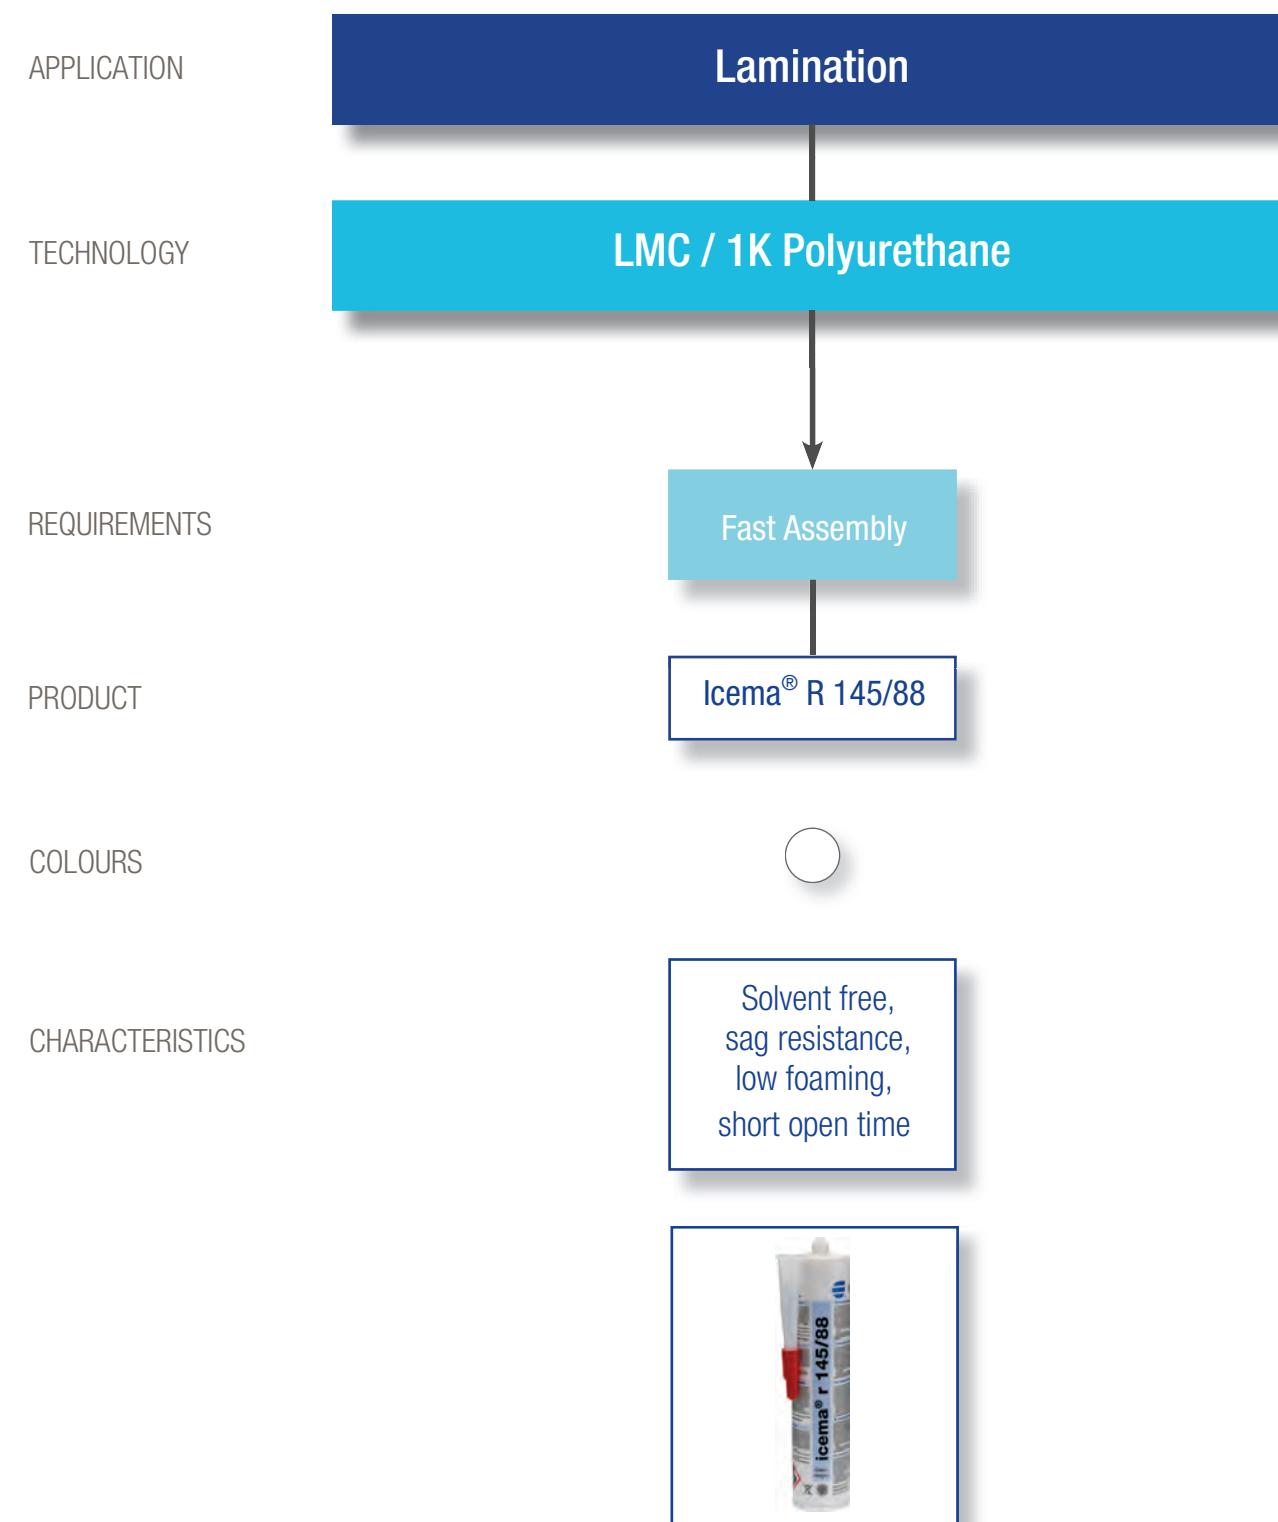 APPLICATION
Lamination
TECHNOLOGY
LMC / 1K Polyurethane
REQUIREMENTS
Fast Assembly
PRODUCT
Icema® R 145/88
COLOURS
CHARACTERISTICS
Solvent free,
sag resistance,
low foaming,
short open time
icema® r 145/88